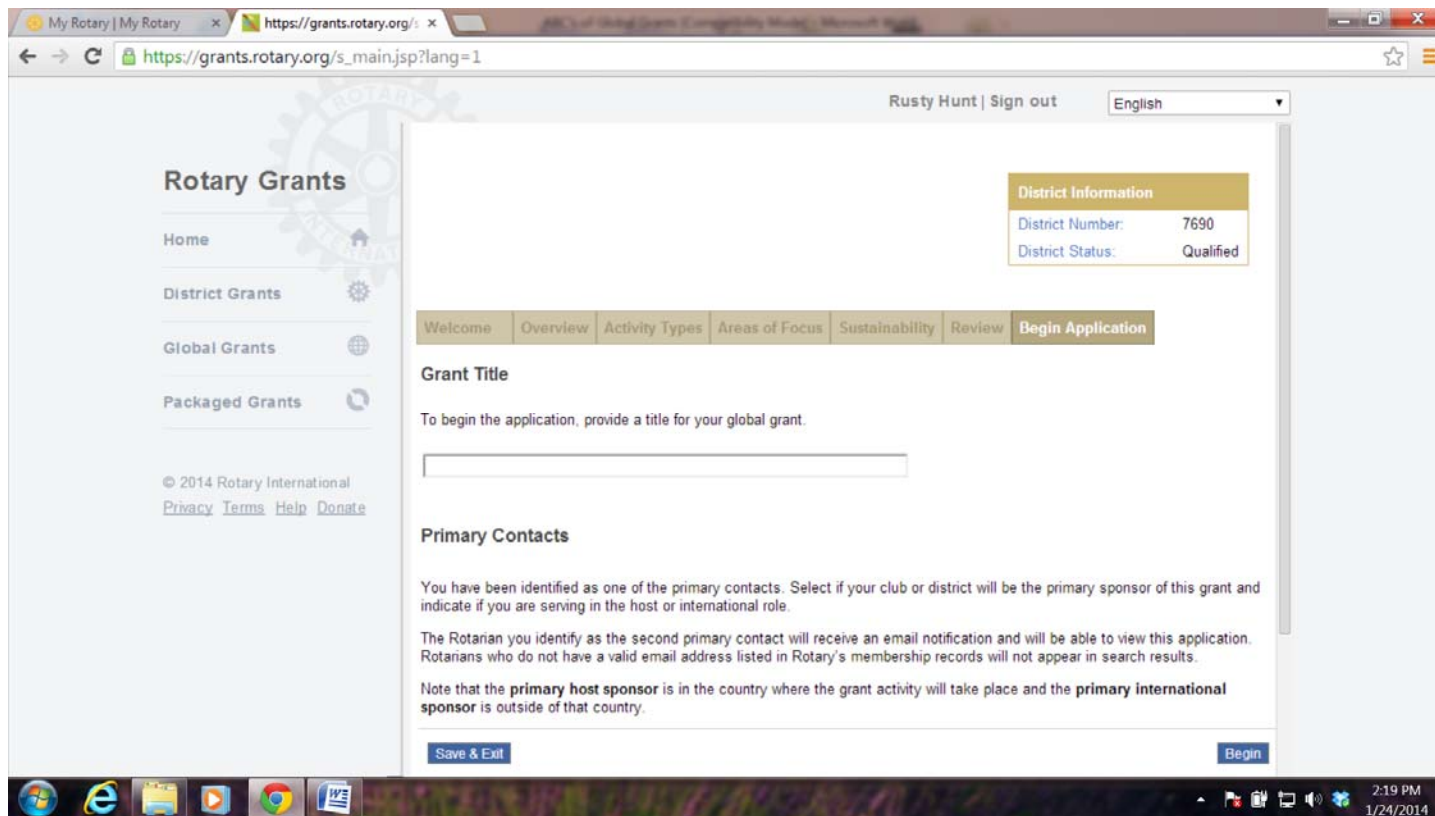 My Rotary | My Rotary
https://grants.rotary.org/s
https://grants.rotary.org/s_main.jsp?lang=1
Rusty Hunt | Sign out
English
ROTARY
INTERNAT
Rotary Grants
Home
District Grants
Global Grants
Packaged Grants
© 2014 Rotary International
Privacy Terms Help Donate
District Information
District Number: 7690
District Status: Qualified
Welcome Overview Activity Types Areas of Focus Sustainability Review Begin Application
Grant Title
To begin the application, provide a title for your global grant.
Primary Contacts
You have been identified as one of the primary contacts. Select if your club or district will be the primary sponsor of this grant and
indicate if you are serving in the host or international role.
The Rotarian you identify as the second primary contact will receive an email notification and will be able to view this application.
Rotarians who do not have a valid email address listed in Rotary's membership records will not appear in search results.
Note that the primary host sponsor is in the country where the grant activity will take place and the primary international
sponsor is outside of that country.
Save & Exit
Begin
2:19 PM
1/24/2014